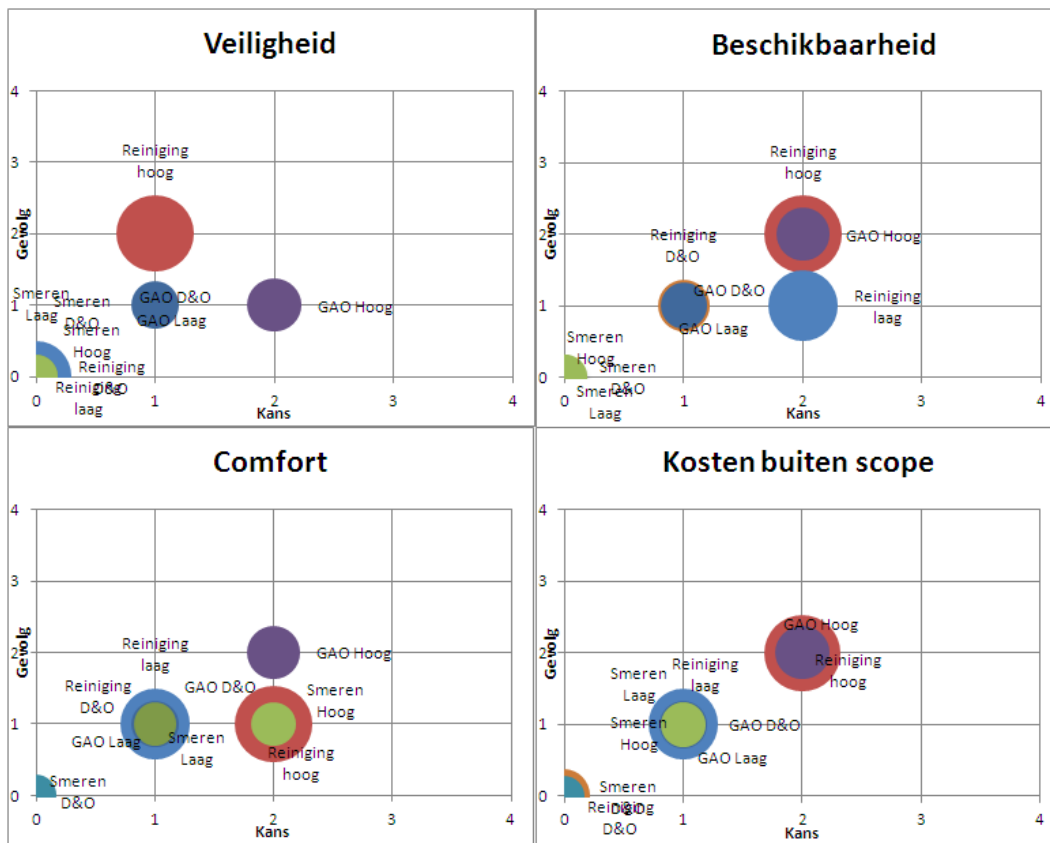 Veiligheid
4
3
2
1
0
Gevolg
Reiniging
hoog
Smeren
Laag
Smeren
D&O
GAO D&O
GAO Laag
GAO Hoog
Smeren
Hoog
Reiniging
D&O
Reiniging
laag
0
1
2
3
4
Kans
Beschikbaarheid
4
3
2
1
0
Gevolg
Reiniging
hoog
Reiniging
D&O
GAO Hoog
GAO D&O
GAO Laag
Reiniging
laag
Smeren
Hoog
Smeren
D&O
Smeren
Laag
0
1
2
3
4
Kans
Comfort
4
3
2
1
0
Gevolg
Reiniging
laag
GAO Hoog
Reiniging
D&O
GAO D&O
Smeren
Hoog
GAO Laag
Smeren
Laag
Reiniging
hoog
Smeren
D&O
0
1
2
3
4
Kans
Kosten buiten scope
4
3
2
1
0
Gevolg
GAO Hoog
Reiniging
hoog
Smeren
Laag
Reiniging
laag
Smeren
Hoog
GAO D&O
GAO Laag
Smeren
D&O
Reiniging
D&O
0
1
2
3
4
Kans